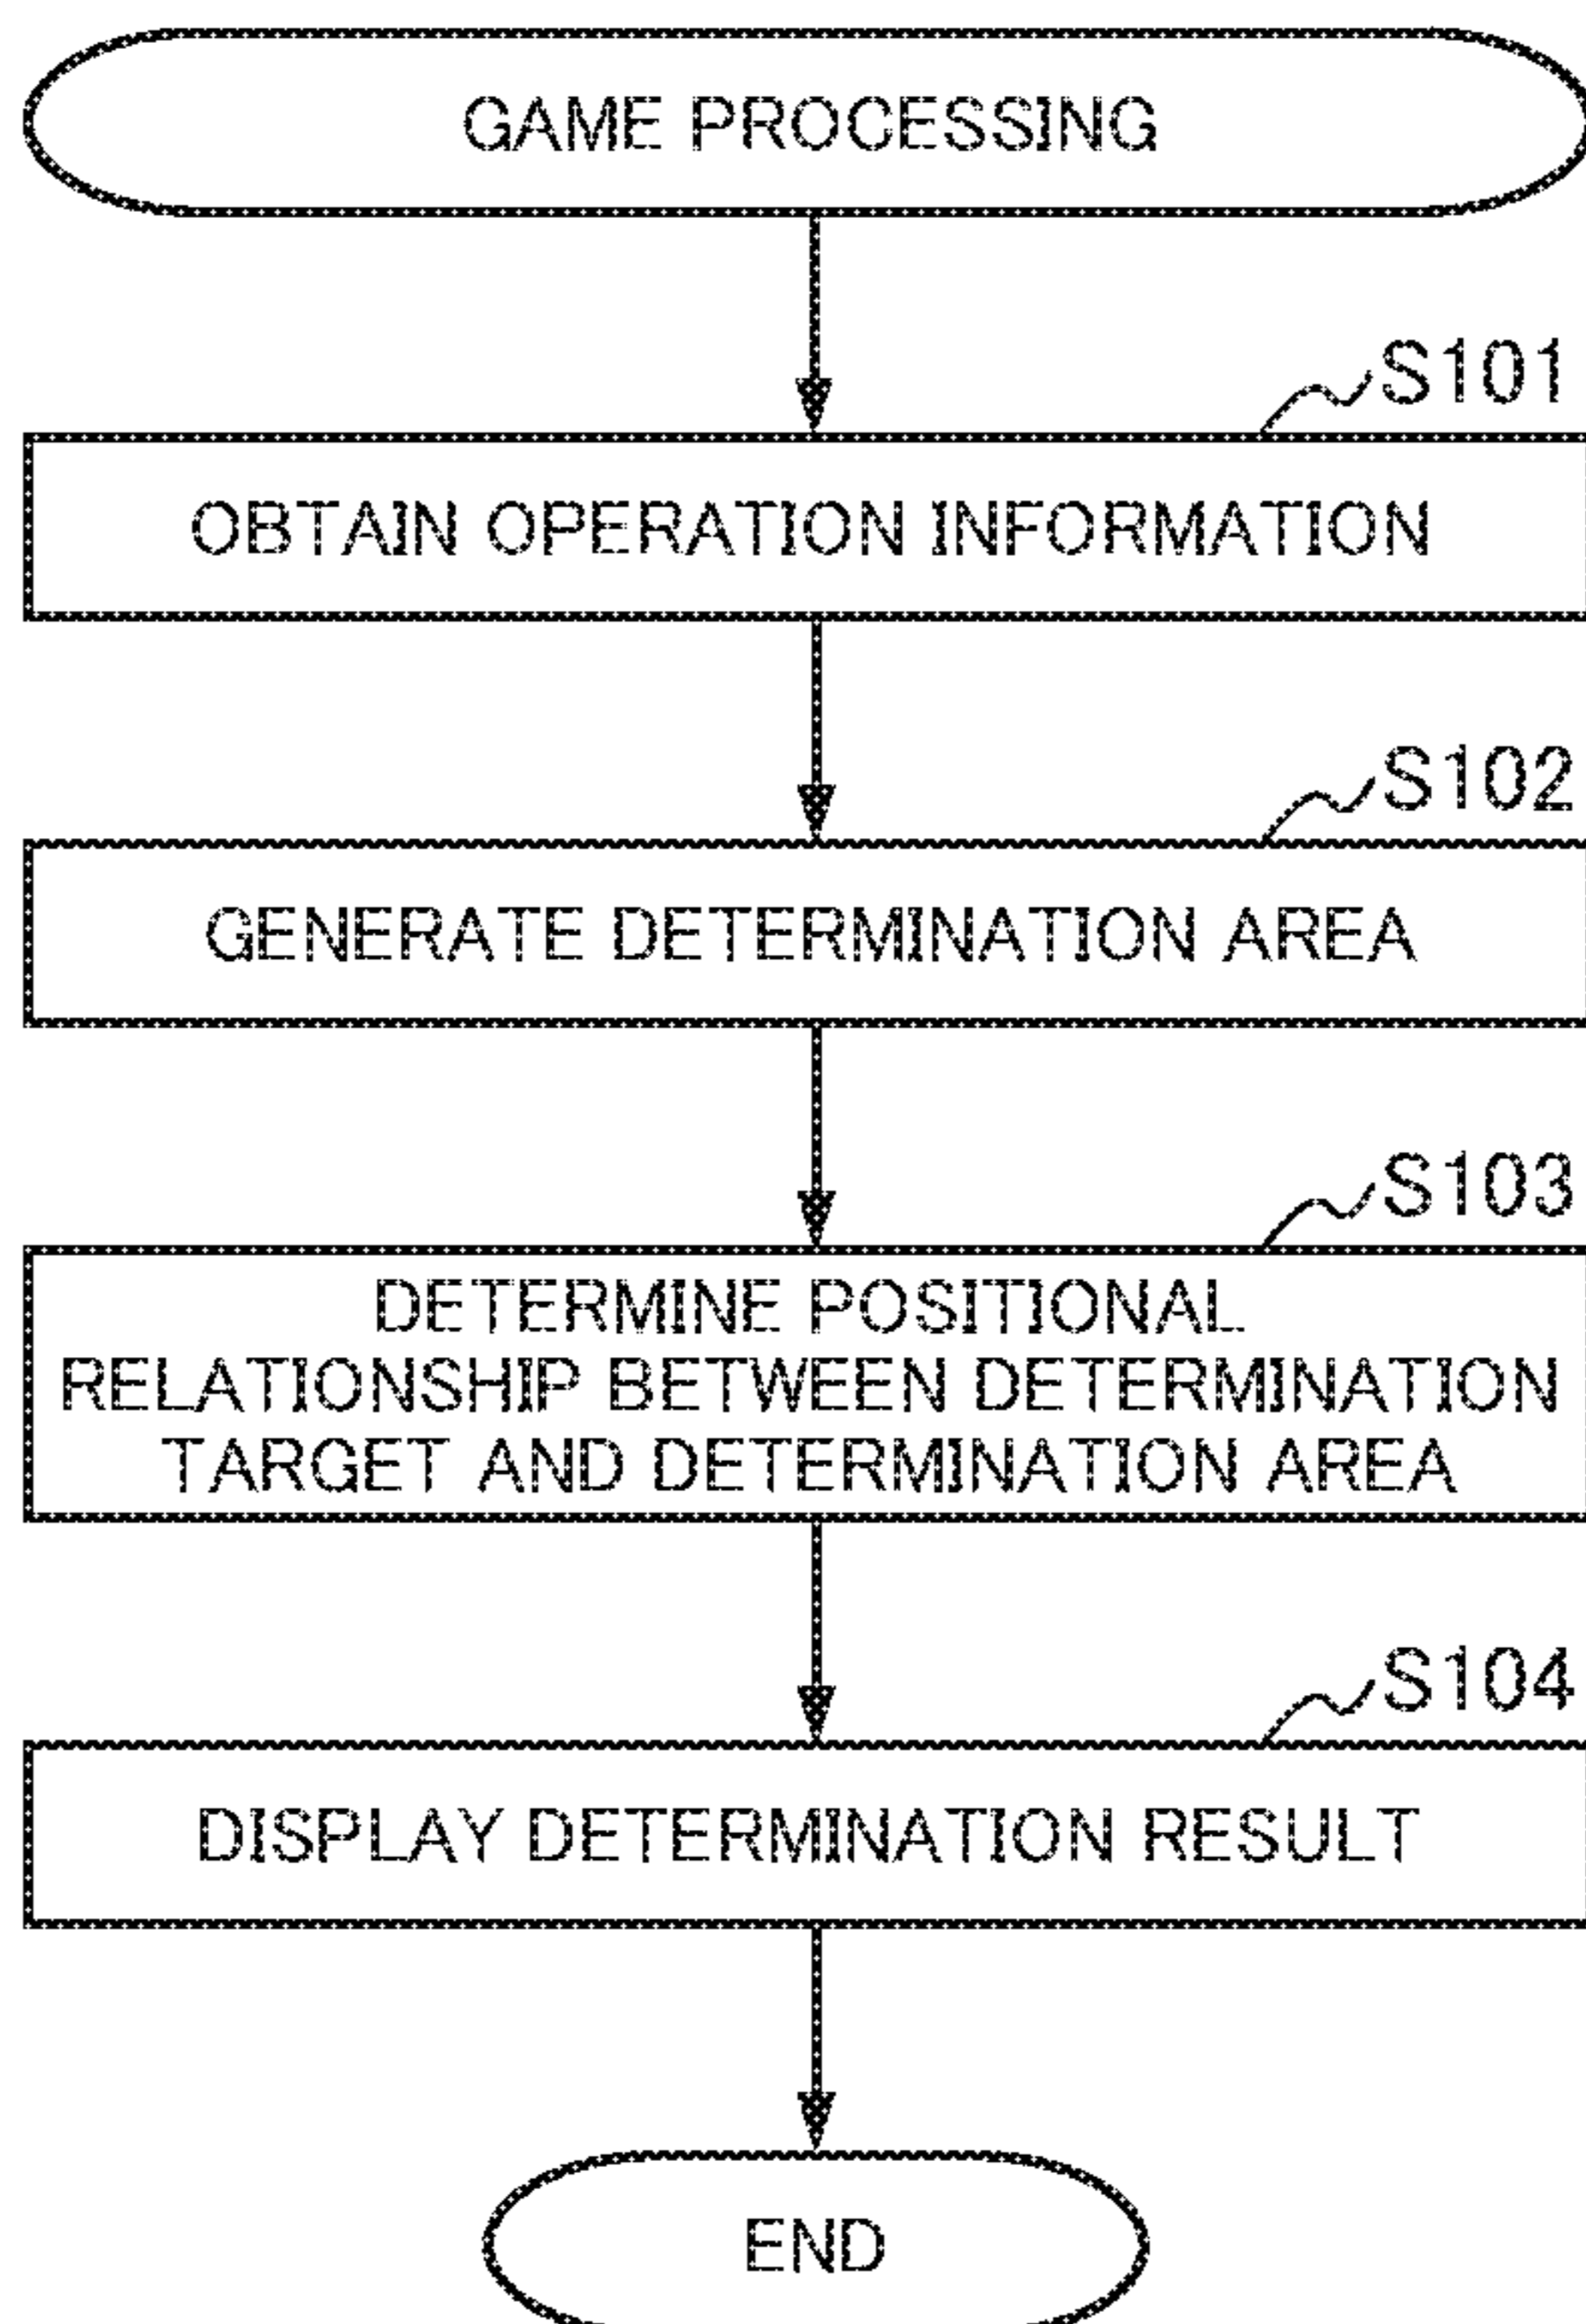 GAME PROCESSING
S101
OBTAIN OPERATION INFORMATION
S102
GENERATE DETERMINATION AREA
S103
DETERMINE POSITIONAL
RELATIONSHIP BETWEEN DETERMINATION
TARGET AND DETERMINATION AREA
S104
DISPLAY DETERMINATION RESULT
END